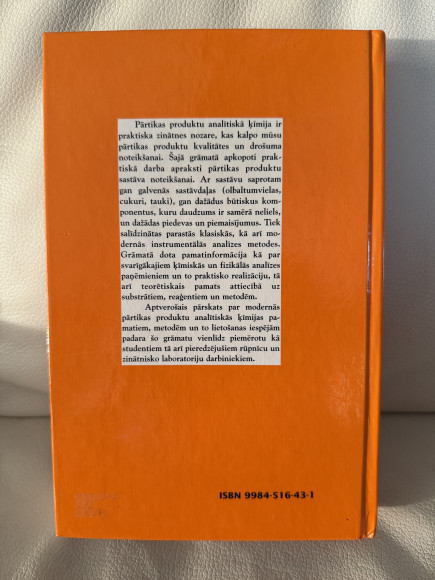 Pārtikas produktu analītiskā ķīmija ir
praktiska zinātnes nozare, kas kalpo mūsu
pārtikas produktu kvalitātes un drošuma
noteikšanai. Šajā grāmatā apkopoti prak-
tiskā darba apraksti pārtikas produktu
sastāva noteikšanai. Ar sastāvu saprotam
gan galvenās sastāvdaļas (olbaltumvielas,
cukuri, tauki), gan dažādus būtiskus kom-
ponentus, kuru daudzums ir samērā neliels,
un dažādas piedevas un piemaisījumus. Tiek
salīdzinātas parastās klasiskās, kā arī mo-
dernās instrumentālās analīzes metodes.
Grāmatā dota pamatinformācija kā par
svarīgākajiem ķīmiskās un fizikālās analīzes
paņēmieniem un to praktisko realizāciju, tā
arī teorētiskais pamats attiecībā uz
substrātiem, reaģentiem un metodēm.
Aptverošais pārskats par modernās
pārtikas produktu analītiskās ķīmijas pa-
matiem, metodēm un to lietošanas iespējām
padara šo grāmatu vienlīdz piemērotu kā
studentiem tā arī pieredzējušiem rūpnīcu un
zinātnisko laboratoriju darbiniekiem.
ISBN 9984-516-43-1